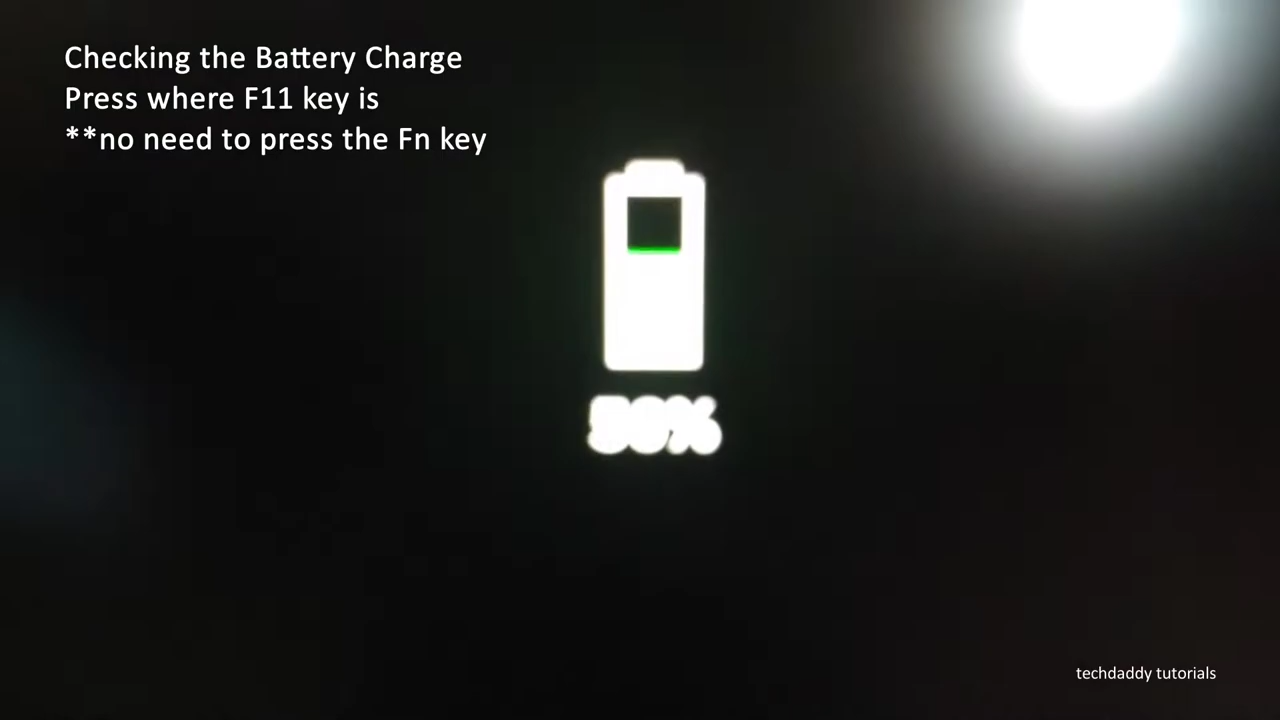 Checking the Battery Charge
Press where F11 key is
**no need to press the Fn key
techdaddy tutorials